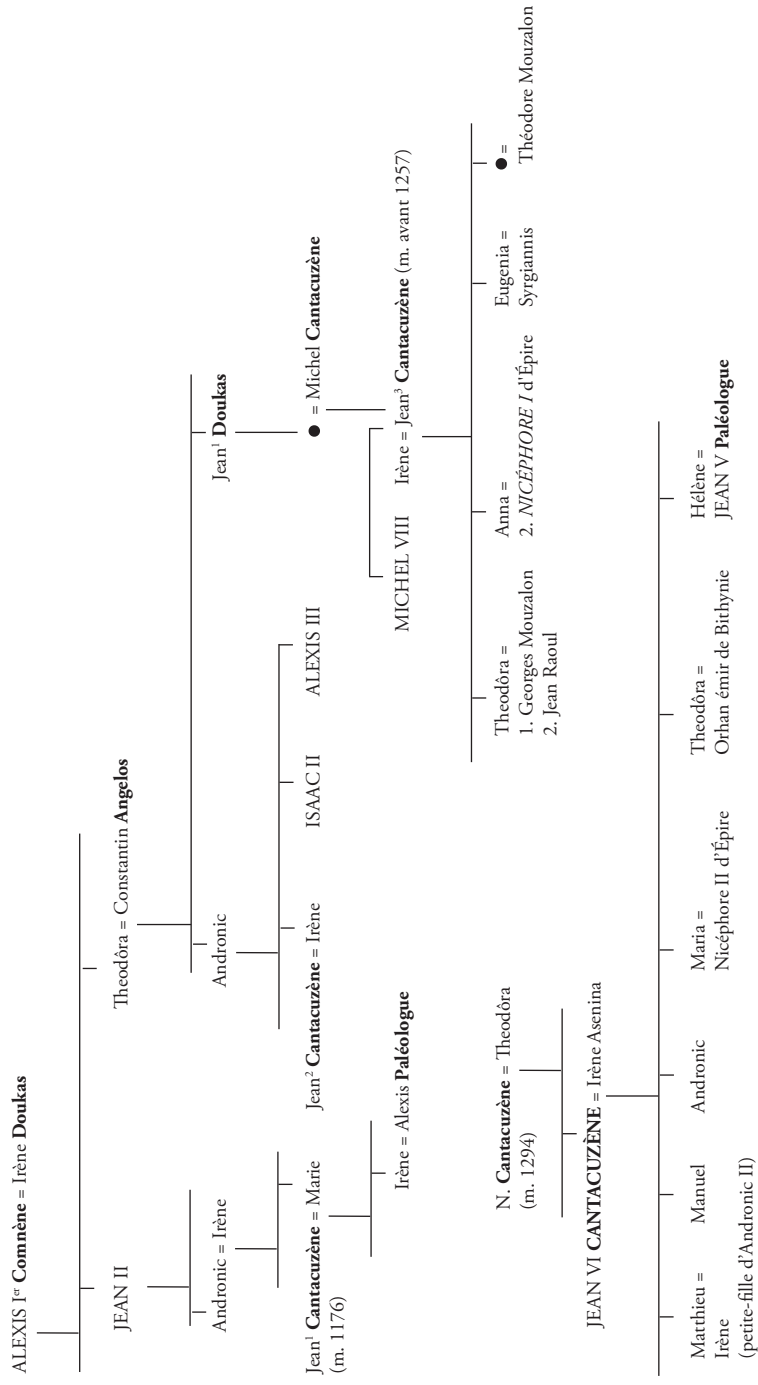 ALEXIS Iᵉʳ Comnène = Irène Doukas
JEAN II
Theodôra = Constantin Angelos
Andronic = Irène
Andronic
Jean¹ Doukas
Jean¹ Cantacuzène = Marie
(m. 1176)
Jean² Cantacuzène = Irène
ISAAC II
ALEXIS III
● = Michel Cantacuzène
Irène = Alexis Paléologue
MICHEL VIII
Irène = Jean³ Cantacuzène (m. avant 1257)
Theodôra =
1. Georges Mouzalon
2. Jean Raoul
Anna =
2. NICÉPHORE I d'Épire
Eugenia =
Syrgiannis
● =
Théodore Mouzalon
N. Cantacuzène = Theodôra
(m. 1294)
JEAN VI CANTACUZÈNE = Irène Asenina
Matthieu =
Irène
(petite-fille d'Andronic II)
Manuel
Andronic
Maria =
Nicéphore II d'Épire
Theodôra =
Orhan émir de Bithynie
Hélène =
JEAN V Paléologue